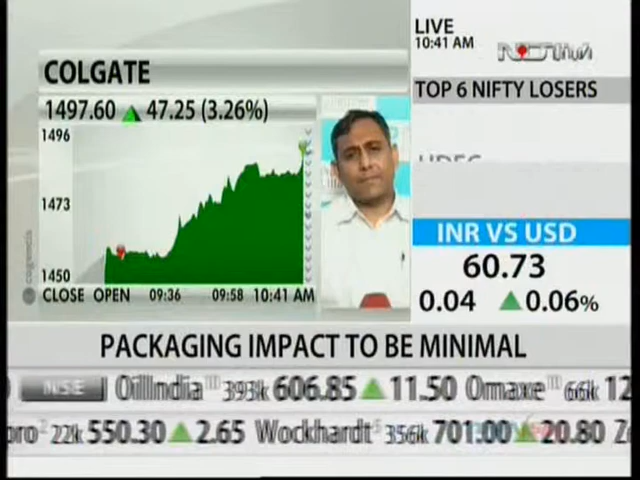 LIVE
10:41 AM
COLGATE
1497.60 ▲ 47.25 (3.26%)
1496
1473
1450
CLOSE OPEN 09:36 09:58 10:41 AM
cogencis
TOP 6 NIFTY LOSERS
INR VS USD
60.73
0.04 ▲ 0.06%
PACKAGING IMPACT TO BE MINIMAL
NSE OilIndia 393k 606.85 ▲ 11.50 Omaxe 66k 12
pro 22k 550.30 ▲ 2.65 Wockhardt 356k 701.00 ▲ 20.80